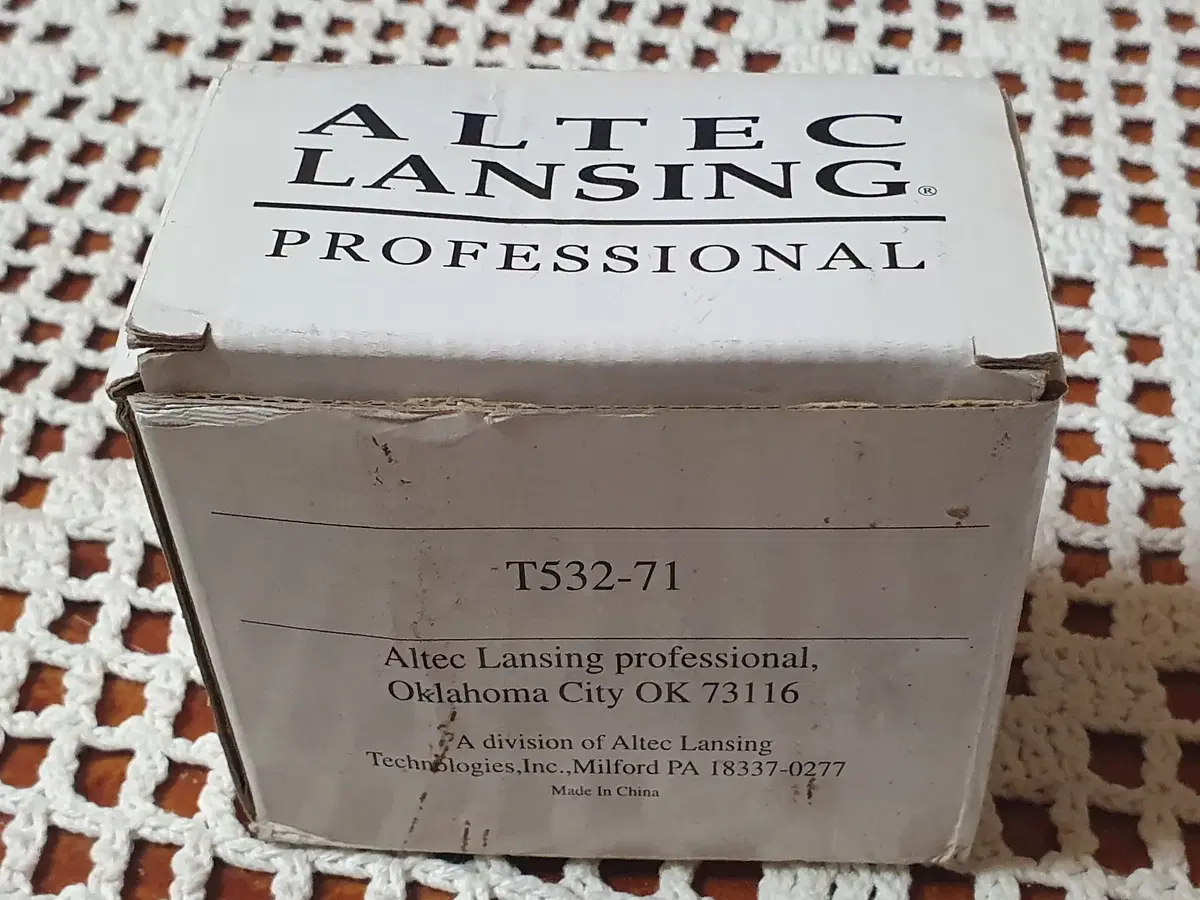 ALTEC
LANSING®
PROFESSIONAL
T532-71
Altec Lansing professional,
Oklahoma City OK 73116
A division of Altec Lansing
Technologies,Inc.,Milford PA 18337-0277
Made In China